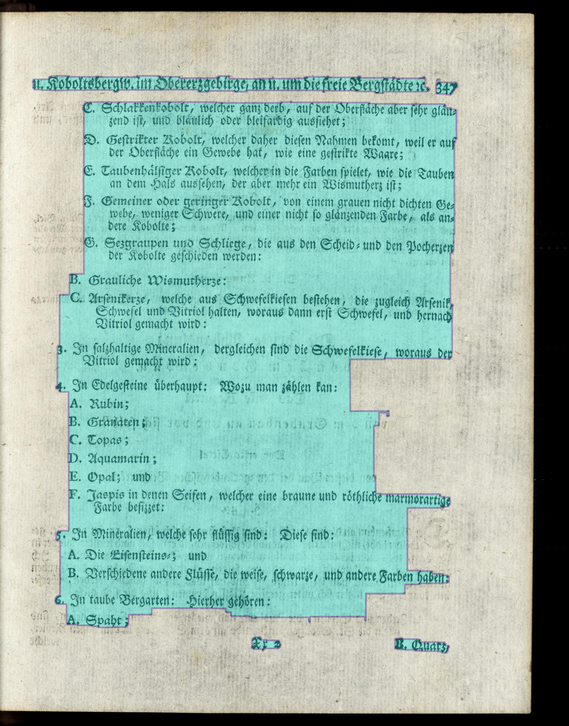 u. Koboltsbergw. im Obererzgebirge, an u. um die freie Bergstädte ꝛc. 347
C. Schlakkenkobolt, welcher ganz derb, auf der Oberfläche aber sehr glän-
zend ist, und bläulich oder bleifärbig aussiehet;
D. Gestrikter Kobolt, welcher daher diesen Nahmen bekomt, weil er auf
der Oberfläche ein Gewebe hat, wie eine gestrikte Waare;
E. Taubenhälsiger Kobolt, welcher in die Farben spielet, wie die Tauben
an dem Hals aussehen, der aber mehr ein Wismutherz ist;
F. Gemeiner oder geringer Kobolt, von einem grauen nicht dichten Ge-
webe, weniger Schwere, und einer nicht so glänzenden Farbe, als an-
dere Kobolte;
G. Sezgraupen und Schliege, die aus den Scheid- und den Pocherzen
der Kobolte geschieden werden:
B. Grauliche Wismutherze:
C. Arsenikerze, welche aus Schwefelkiesen bestehen, die zugleich Arsenik,
Schwefel und Vitriol halten, woraus dann erst Schwefel, und hernach
Vitriol gemacht wird:
3. In salzhaltige Mineralien, dergleichen sind die Schwefelkiese, woraus der
Vitriol gemacht wird;
4. In Edelgesteine überhaupt: Wozu man zählen kan:
A. Rubin;
B. Granaten;
C. Topas;
D. Aquamarin;
E. Opal; und
F. Jaspis in denen Seifen, welcher eine braune und röthliche marmorartige
Farbe besizzet:
5. In Mineralien, welche sehr flüssig sind: Diese sind:
A. Die Eisensteine; und
B. Verschiedene andere Flüsse, die weise, schwarze, und andere Farben haben:
6. In taube Bergarten: Hierher gehören:
A. Spaht;
Xx 2
B. Quarz,